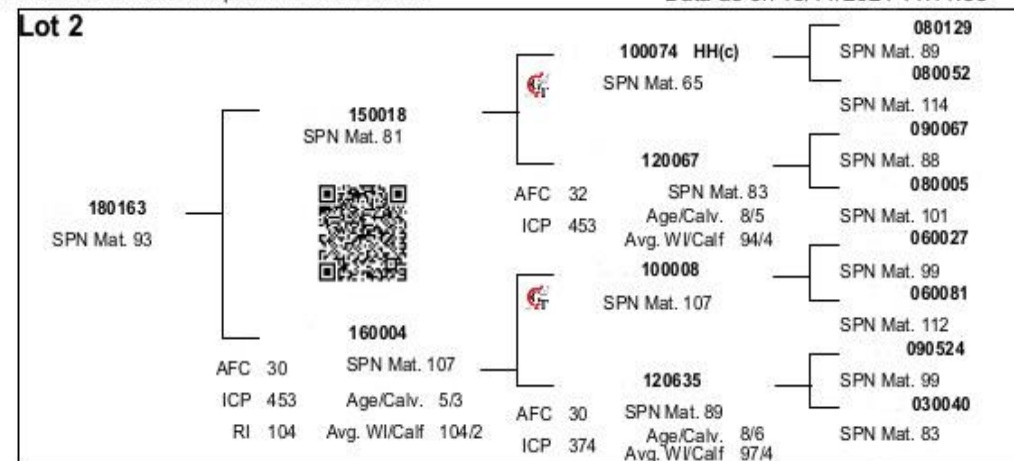 Lot 2
080129
100074 HH(c)
SPN Mat. 89
SPN Mat. 65
080052
SPN Mat. 114
150018
090067
SPN Mat. 81
120067
SPN Mat. 88
AFC 32
SPN Mat. 83
080005
180163
ICP 453
Age/Calv. 8/5
SPN Mat. 101
SPN Mat. 93
Avg. WI/Calf 94/4
060027
100008
SPN Mat. 99
SPN Mat. 107
060081
160004
SPN Mat. 112
AFC 30
SPN Mat. 107
090524
120635
SPN Mat. 99
ICP 453
Age/Calv. 5/3
AFC 30
SPN Mat. 89
030040
RI 104
Avg. WI/Calf 104/2
ICP 374
Age/Calv. 8/6
SPN Mat. 83
Avg. WI/Calf 97/4